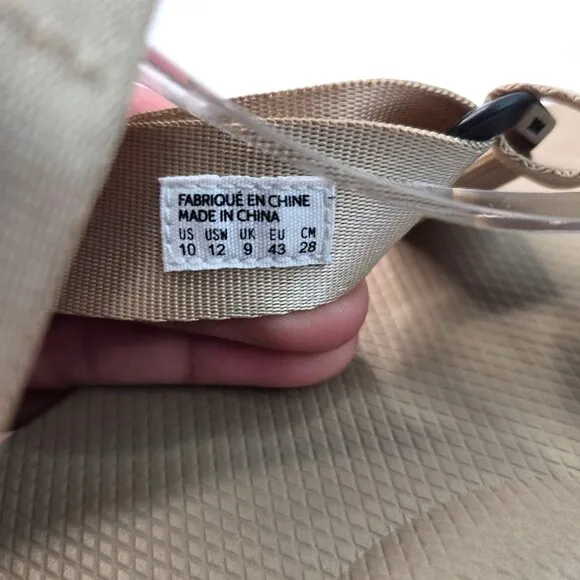 FABRIQUÉ EN CHINE
MADE IN CHINA
US USW UK EU CM
10 12 9 43 28